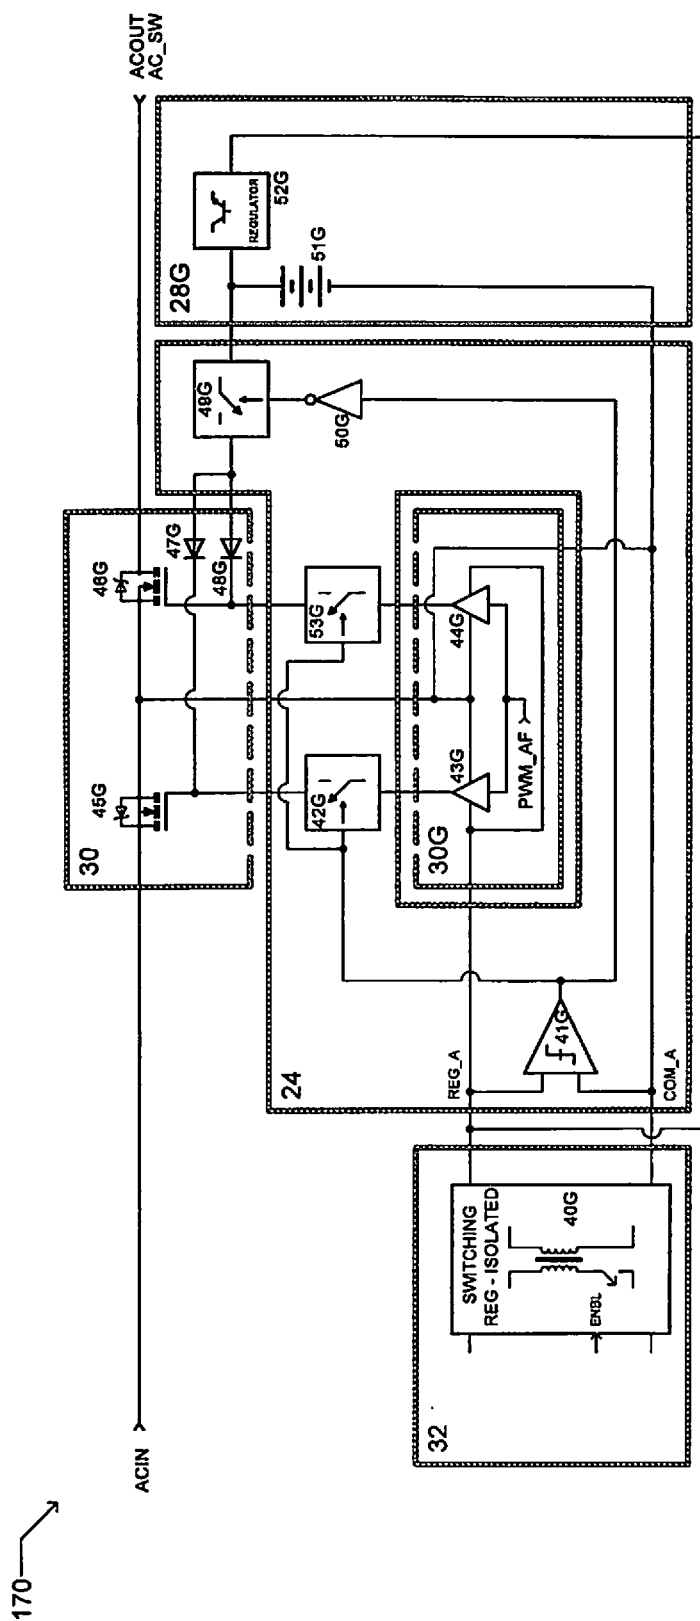 170
ACIN
ACOUT
AC_SW
30
45G
46G
47G
48G
28G
REGULATOR
52G
51G
49G
50G
24
42G
53G
30G
43G
44G
PWM_AF
REG_A
41G
COM_A
32
SWITCHING
REG - ISOLATED
40G
ENBL